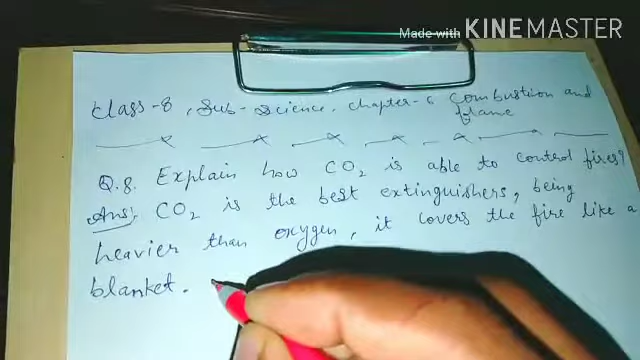 Made with KINEMASTER
Class-8, Sub- Science, chapter-6 Combustion and
flame
Q.8. Explain how CO2 is able to control fires?
Ans:, CO2 is the best extinguishers, being
heavier than oxygen, it covers the fire like a
blanket.